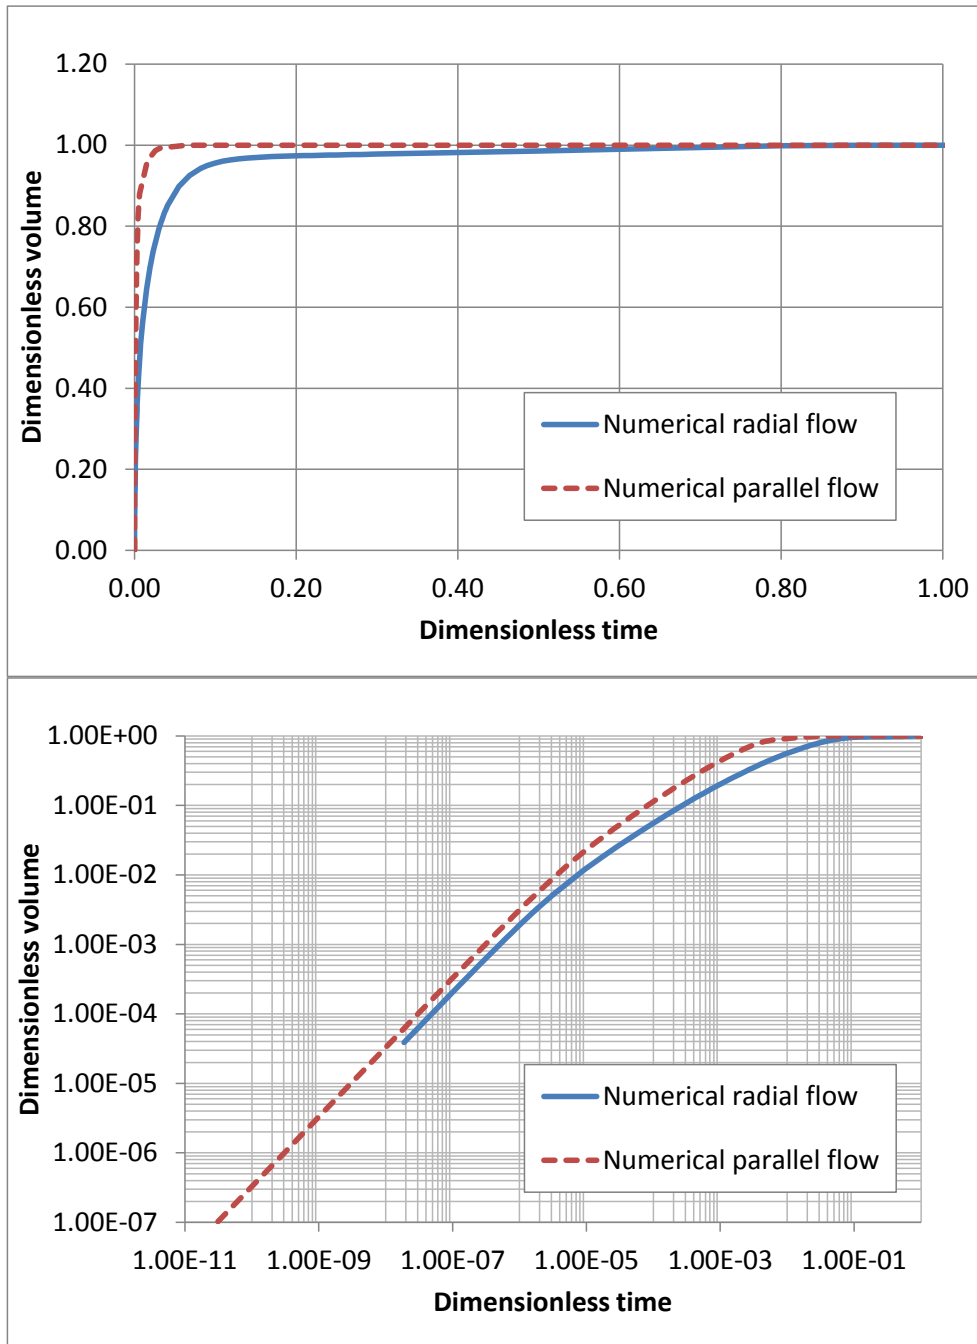 1.20
1.00
0.80
0.60
0.40
0.20
0.00
Dimensionless volume
Numerical radial flow
Numerical parallel flow
0.00 0.20 0.40 0.60 0.80 1.00
Dimensionless time
1.00E+00
1.00E-01
1.00E-02
1.00E-03
1.00E-04
1.00E-05
1.00E-06
1.00E-07
Dimensionless volume
Numerical radial flow
Numerical parallel flow
1.00E-11 1.00E-09 1.00E-07 1.00E-05 1.00E-03 1.00E-01
Dimensionless time